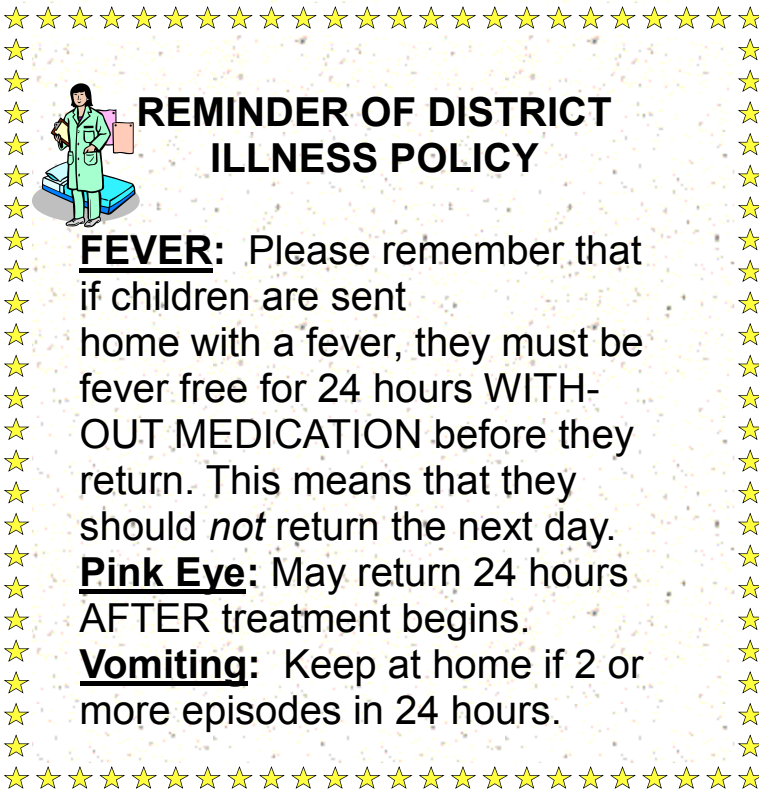 REMINDER OF DISTRICT
ILLNESS POLICY
FEVER:  Please remember that
if children are sent
home with a fever, they must be
fever free for 24 hours WITH-
OUT MEDICATION before they
return. This means that they
should not return the next day.
Pink Eye: May return 24 hours
AFTER treatment begins.
Vomiting:  Keep at home if 2 or
more episodes in 24 hours.